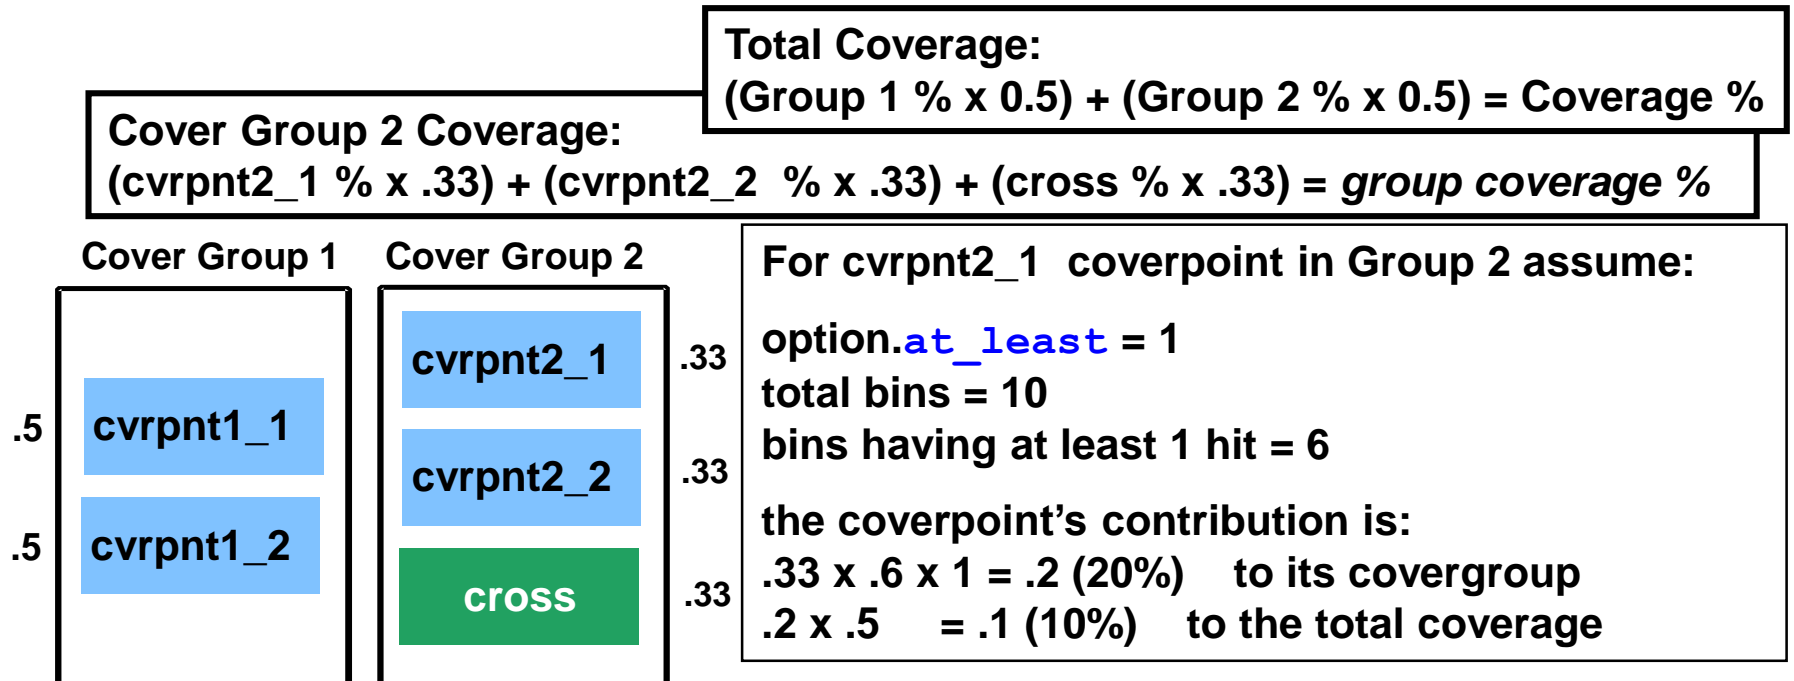 Total Coverage:
(Group 1 % x 0.5) + (Group 2 % x 0.5) = Coverage %
Cover Group 2 Coverage:
(cvrpnt2_1 % x .33) + (cvrpnt2_2 % x .33) + (cross % x .33) = group coverage %
Cover Group 1
.5
cvrpnt1_1
.5
cvrpnt1_2
Cover Group 2
cvrpnt2_1
.33
cvrpnt2_2
.33
cross
.33
For cvrpnt2_1 coverpoint in Group 2 assume:
option.at_least = 1
total bins = 10
bins having at least 1 hit = 6
the coverpoint’s contribution is:
.33 x .6 x 1 = .2 (20%) to its covergroup
.2 x .5 = .1 (10%) to the total coverage